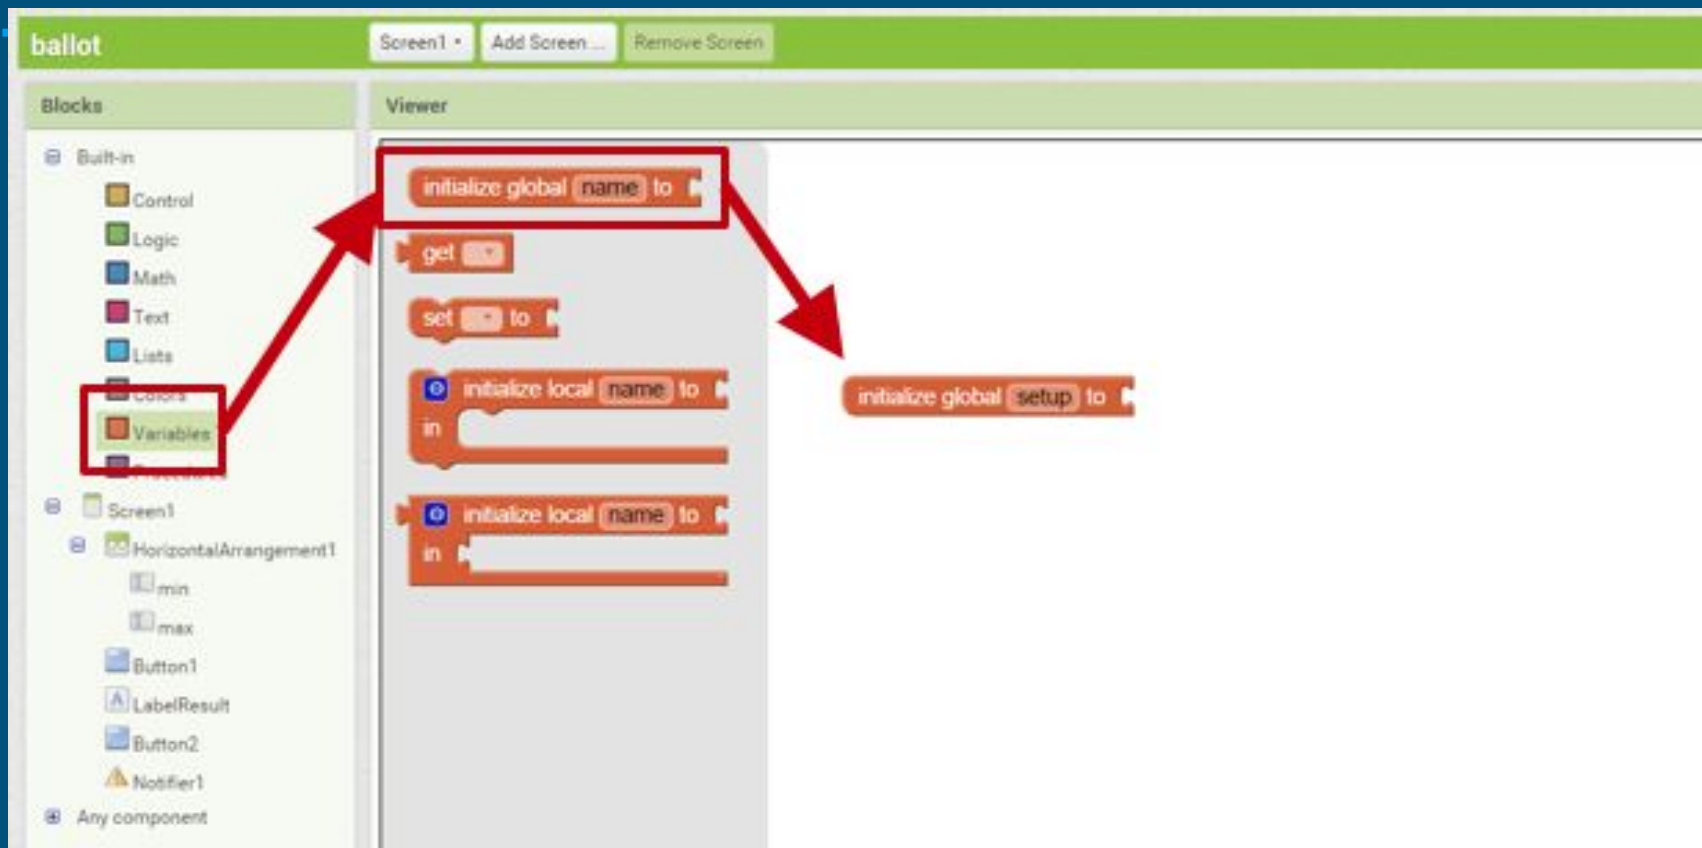 ballot
Screen1
Add Screen ...
Remove Screen
Blocks
Viewer
Built-in
Control
Logic
Math
Text
Lists
Colors
Variables
Procedures
Screen1
HorizontalArrangement1
min
max
Button1
LabelResult
Button2
Notifier1
Any component
initialize global name to
get
set to
initialize local name to
in
initialize local name to
in
initialize global setup to